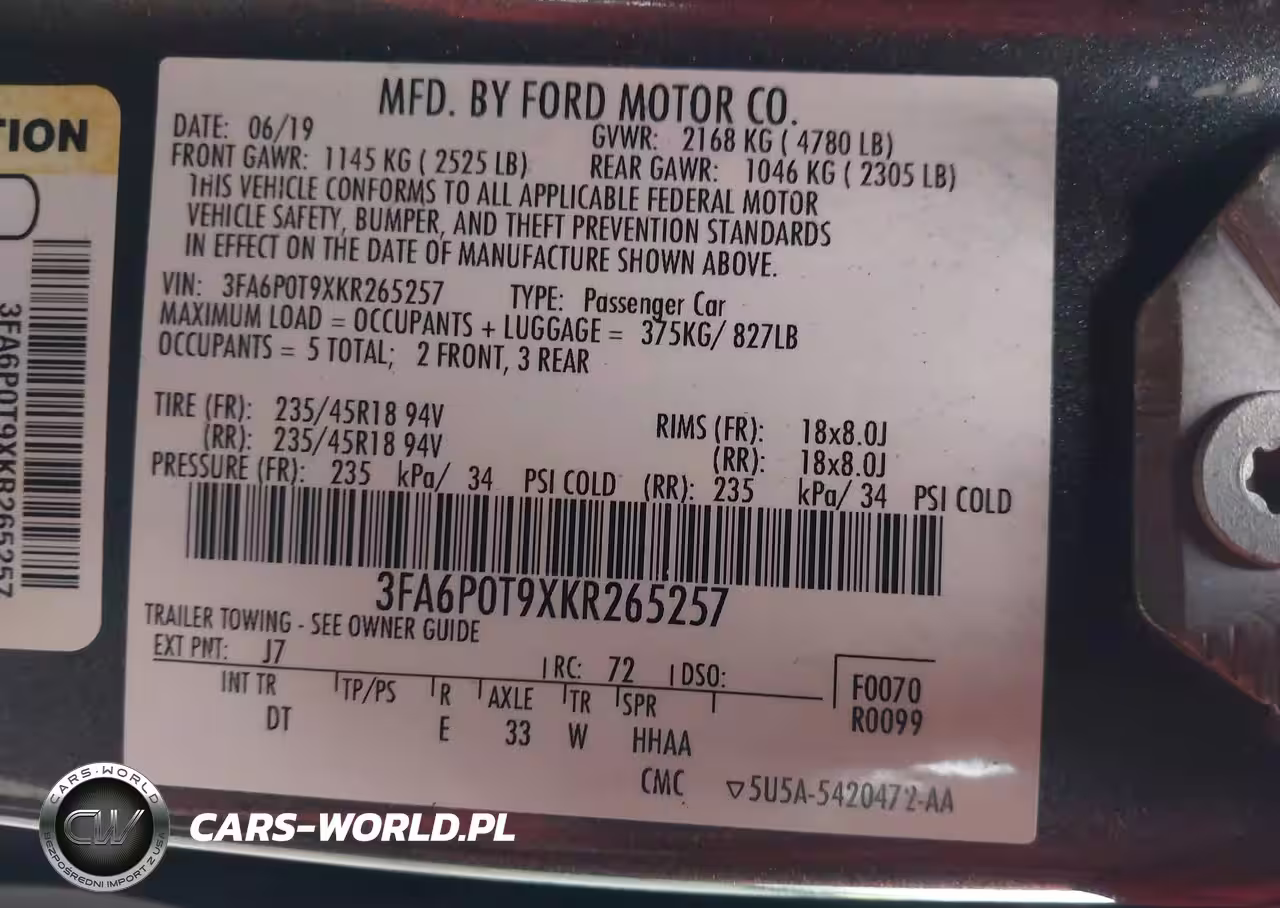 TION
3FA6P0T9XKR265257
MFD. BY FORD MOTOR CO.
DATE: 06/19 GVWR: 2168 KG ( 4780 LB)
FRONT GAWR: 1145 KG ( 2525 LB) REAR GAWR: 1046 KG ( 2305 LB)
THIS VEHICLE CONFORMS TO ALL APPLICABLE FEDERAL MOTOR
VEHICLE SAFETY, BUMPER, AND THEFT PREVENTION STANDARDS
IN EFFECT ON THE DATE OF MANUFACTURE SHOWN ABOVE.
VIN: 3FA6P0T9XKR265257 TYPE: Passenger Car
MAXIMUM LOAD = OCCUPANTS + LUGGAGE = 375KG/ 827LB
OCCUPANTS = 5 TOTAL; 2 FRONT, 3 REAR
TIRE (FR): 235/45R18 94V RIMS (FR): 18x8.0J
(RR): 235/45R18 94V (RR): 18x8.0J
PRESSURE (FR): 235 kPa/ 34 PSI COLD (RR): 235 kPa/ 34 PSI COLD
3FA6P0T9XKR265257
TRAILER TOWING - SEE OWNER GUIDE
EXT PNT: J7 RC: 72 DSO:
INT TR TP/PS R AXLE TR SPR F0070
DT E 33 W HHAA R0099
CMC ▽5U5A-5420472-AA
CARS-WORLD
CW
BEZPOŚREDNI IMPORT Z USA
CARS-WORLD.PL